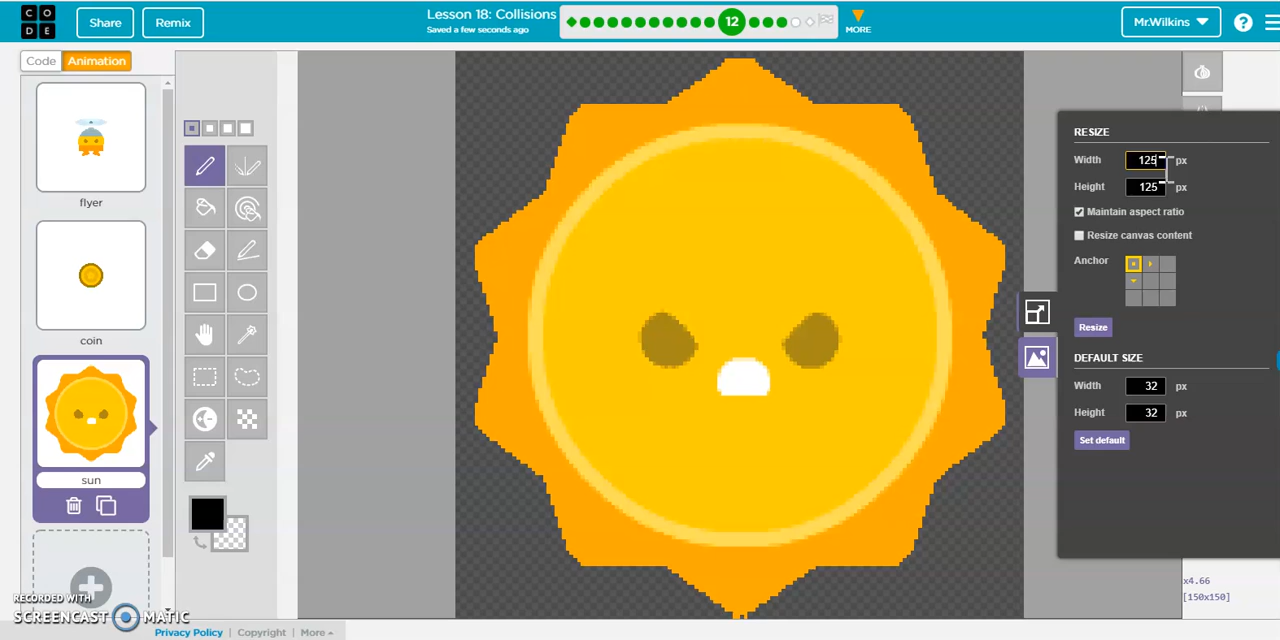 C O
D E
Share
Remix
Lesson 18: Collisions
Saved a few seconds ago
12
MORE
Mr.Wilkins
?
Code
Animation
flyer
coin
sun
RESIZE
Width 125 px
Height 125 px
Maintain aspect ratio
Resize canvas content
Anchor
Resize
DEFAULT SIZE
Width 32 px
Height 32 px
Set default
x4.66
[150x150]
RECORDED WITH
SCREENCAST MATIC
Privacy Policy | Copyright | More